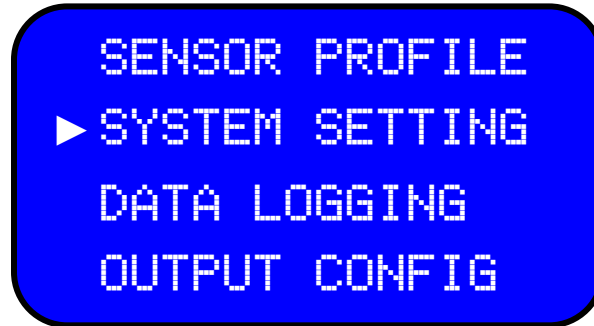 SENSOR PROFILE
►SYSTEM SETTING
DATA LOGGING
OUTPUT CONFIG